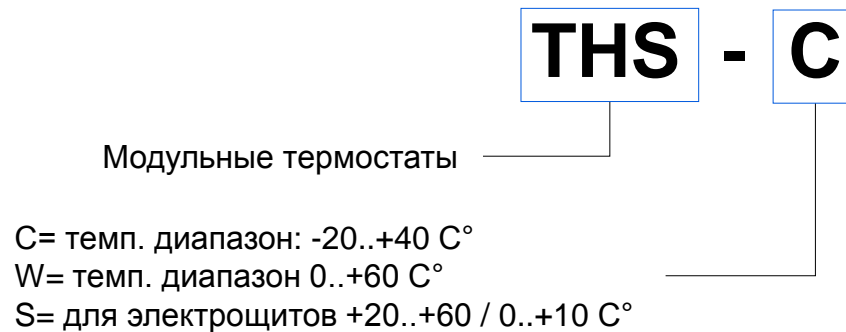 THS - C
Модульные термостаты
C= темп. диапазон: -20..+40 C°
W= темп. диапазон 0..+60 C°
S= для электрощитов +20..+60 / 0..+10 C°